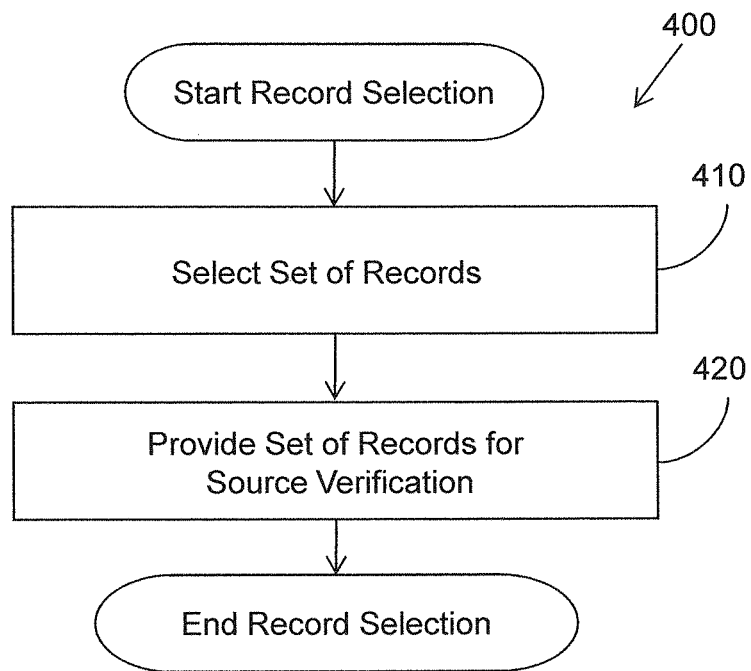 400
Start Record Selection
410
Select Set of Records
420
Provide Set of Records for
Source Verification
End Record Selection